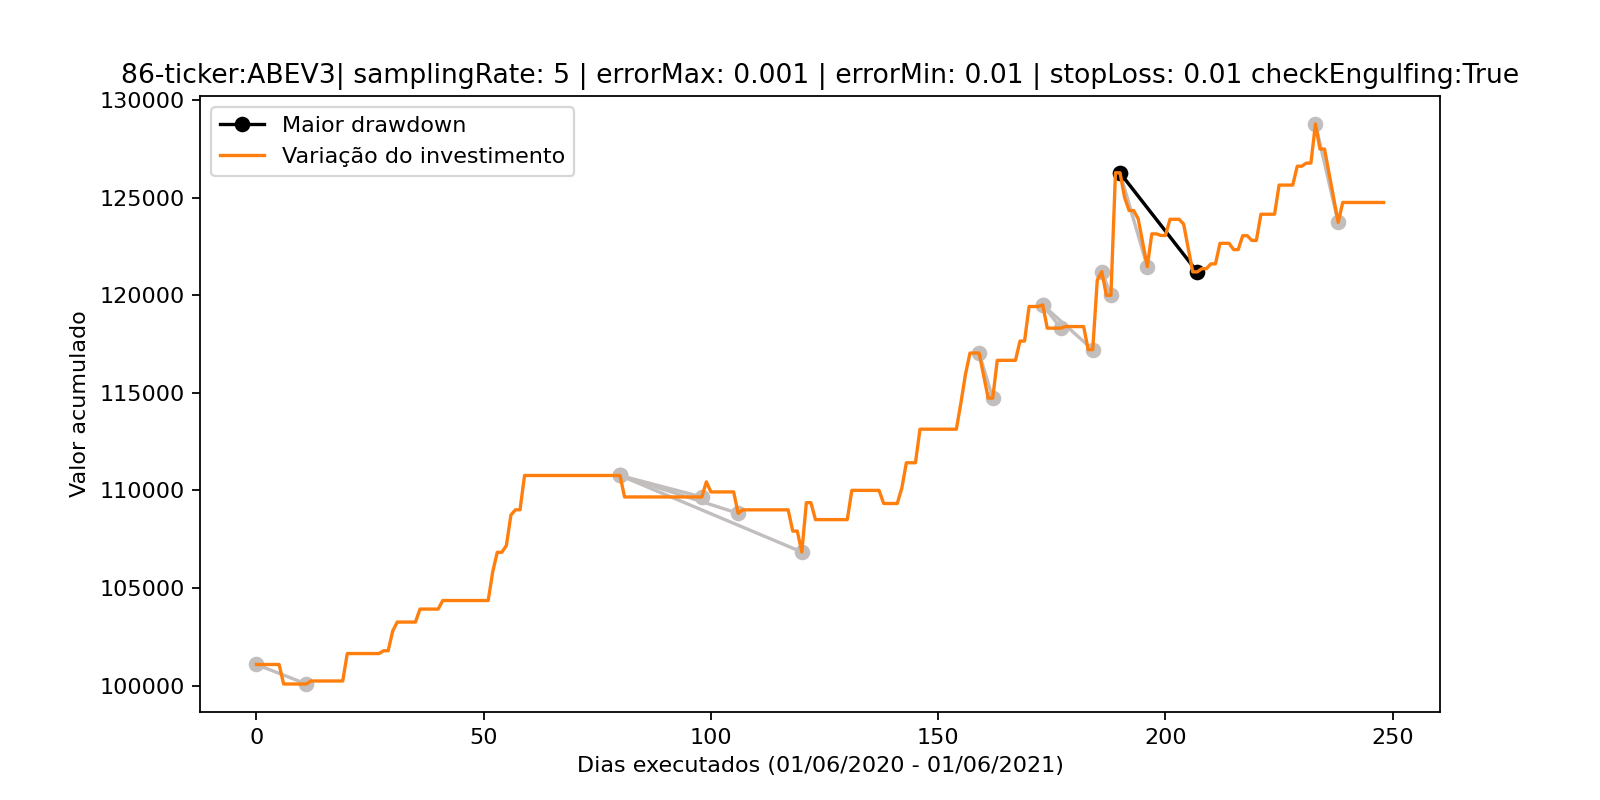 86-ticker:ABEV3| samplingRate: 5 | errorMax: 0.001 | errorMin: 0.01 | stopLoss: 0.01 checkEngulfing:True
Maior drawdown
Variação do investimento
Valor acumulado
130000
125000
120000
115000
110000
105000
100000
0 50 100 150 200 250
Dias executados (01/06/2020 - 01/06/2021)